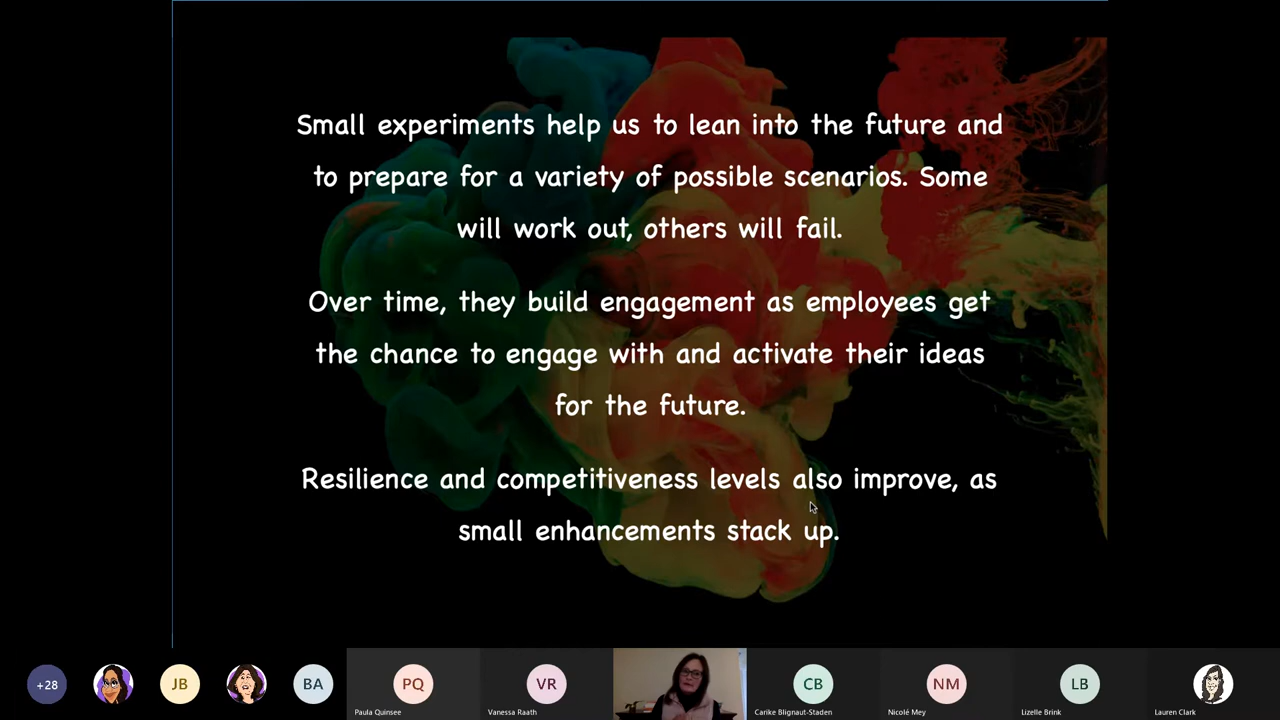 Small experiments help us to lean into the future and
to prepare for a variety of possible scenarios. Some
will work out, others will fail.
Over time, they build engagement as employees get
the chance to engage with and activate their ideas
for the future.
Resilience and competitiveness levels also improve, as
small enhancements stack up.
+28
JB
BA
PQ
VR
CB
NM
LB
Paula Quinsee
Vanessa Raath
Carike Blignaut-Staden
Nicolé Mey
Lizelle Brink
Lauren Clark